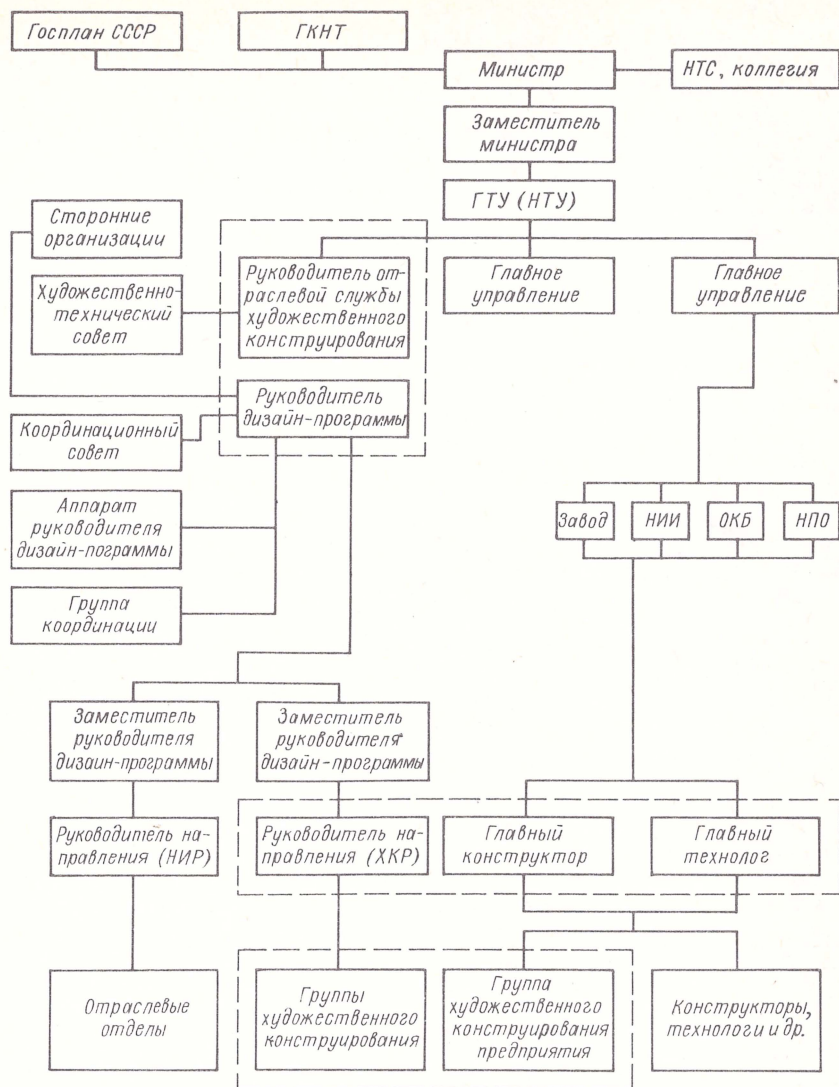 Госплан СССР
ГКНТ
Министр
НТС, коллегия
Заместитель
министра
ГТУ (НТУ)
Сторонние
организации
Художественно-
технический
совет
Руководитель от-
раслевой службы
художественного
конструирования
Главное
управление
Главное
управление
Руководитель
дизайн-программы
Координационный
совет
Аппарат
руководителя
дизайн-пограммы
Группа
координации
Завод
НИИ
ОКБ
НПО
Заместитель
руководителя
дизаин-программы
Заместитель
руководителя
дизайн-программы
Руководитель на-
правления (НИР)
Руководитель на-
правления (ХКР)
Главный
конструктор
Главный
технолог
Отраслевые
отделы
Группы
художественного
конструирования
Группа
художественного
конструирования
предприятия
Конструкторы,
технологи и др.